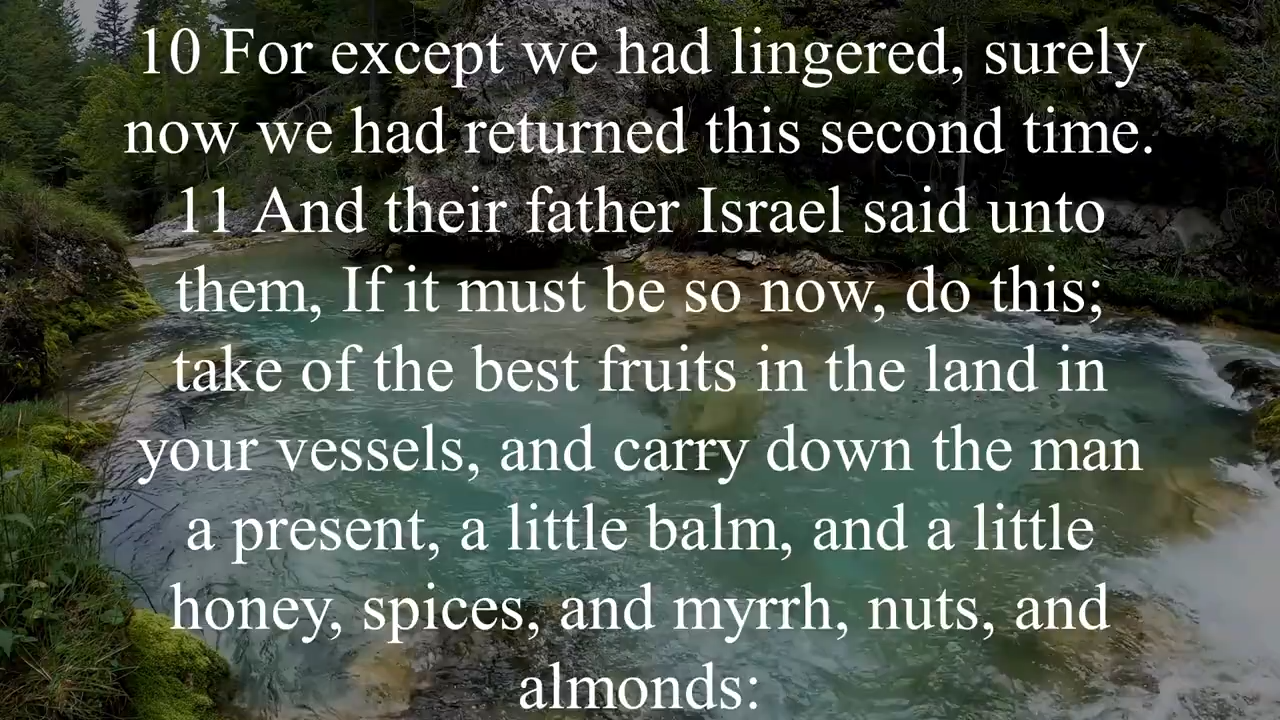 10 For except we had lingered, surely
now we had returned this second time.
11 And their father Israel said unto
them, If it must be so now, do this;
take of the best fruits in the land in
your vessels, and carry down the man
a present, a little balm, and a little
honey, spices, and myrrh, nuts, and
almonds: